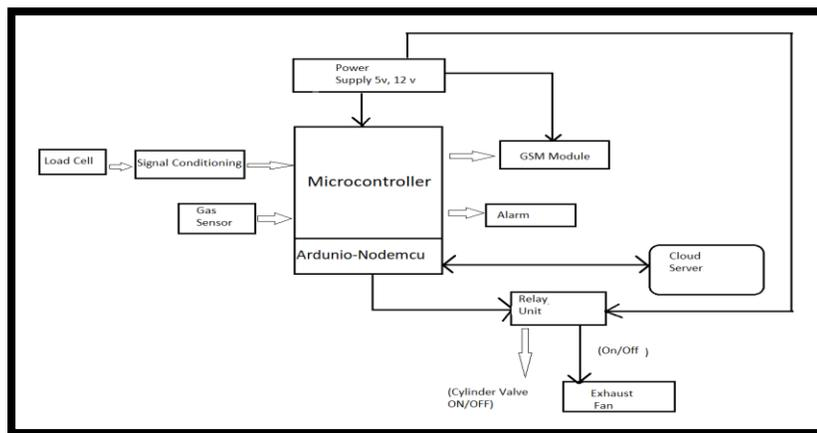 Power
Supply 5v, 12 v
Load Cell
Signal Conditioning
Microcontroller
GSM Module
Gas
Sensor
Alarm
Ardunio-Nodemcu
Cloud
Server
Relay
Unit
(On/Off )
(Cylinder Valve
ON/OFF)
Exhaust
Fan